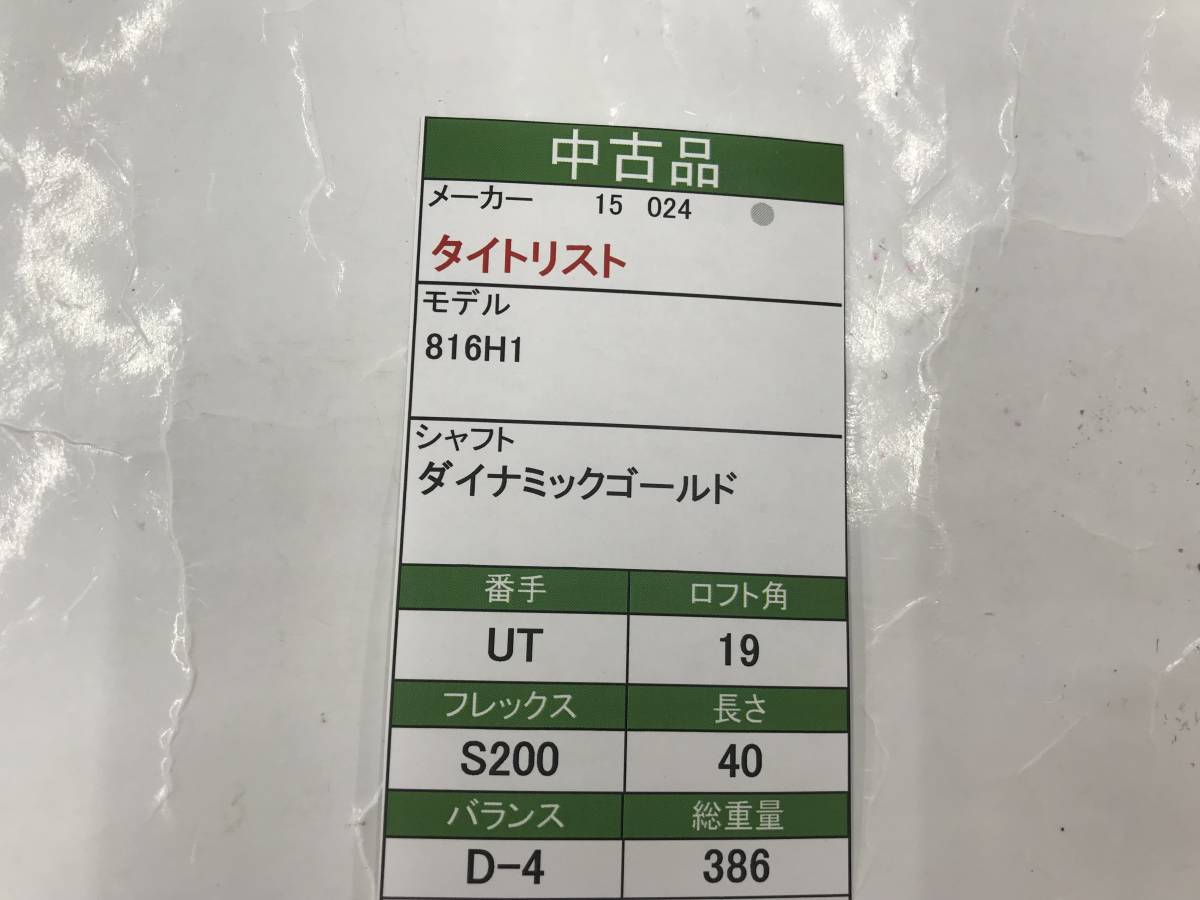 中古品
メーカー 15 024
タイトリスト
モデル
816H1
シャフト
ダイナミックゴールド
番手 ロフト角
UT 19
フレックス 長さ
S200 40
バランス 総重量
D-4 386